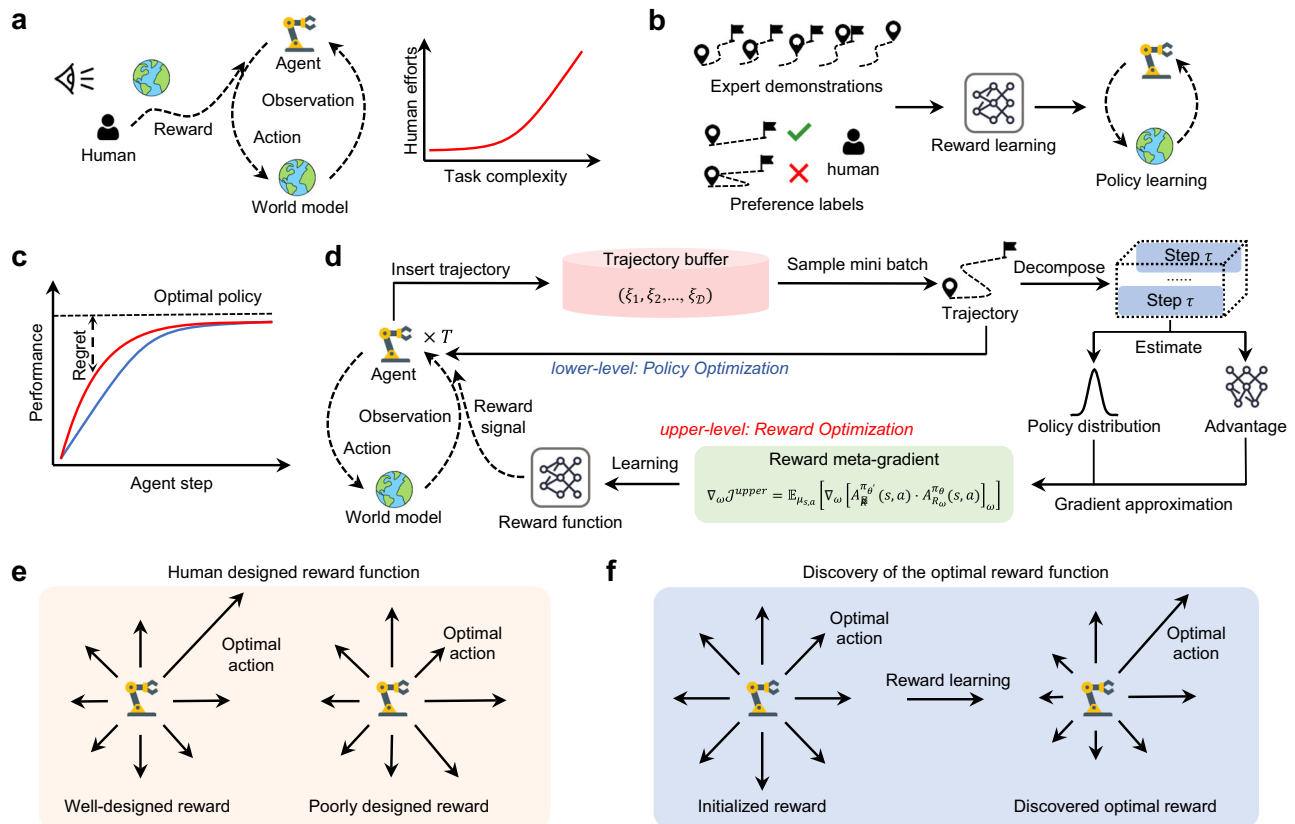 a
Agent
Observation
Reward
Action
Human
World model
Human efforts
Task complexity
b
Expert demonstrations
human
Preference labels
Reward learning
Policy learning
c
Optimal policy
Regret
Performance
Agent step
d
Insert trajectory
Trajectory buffer
(ξ₁, ξ₂,..., ξ_𝒟)
Sample mini batch
Trajectory
Decompose
Step τ
......
Step τ
Estimate
Policy distribution
Advantage
Gradient approximation
× T
Agent
lower-level: Policy Optimization
Observation
Action
World model
Reward
signal
upper-level: Reward Optimization
Learning
Reward function
Reward meta-gradient
e
Human designed reward function
Optimal
action
Optimal
action
Well-designed reward
Poorly designed reward
f
Discovery of the optimal reward function
Optimal
action
Reward learning
Optimal
action
Initialized reward
Discovered optimal reward